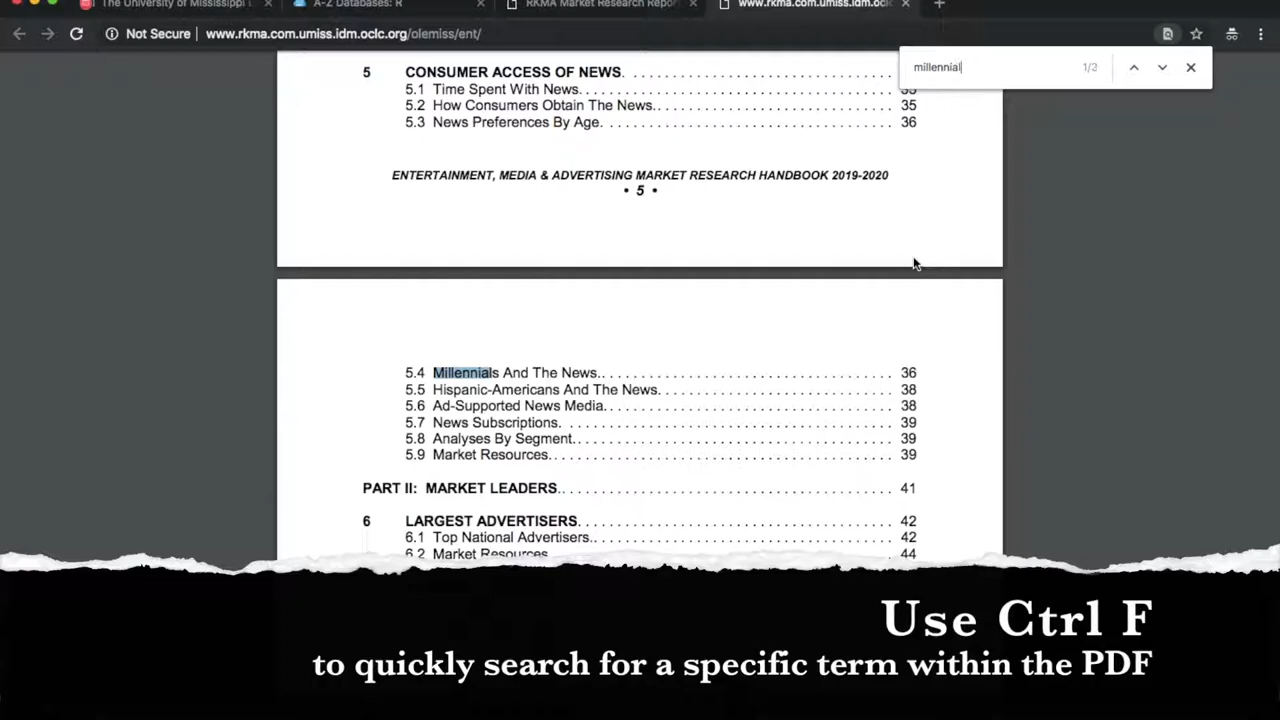 The University of Mississippi
A-Z Databases: R
RKMA Market Research Repor
www.rkma.com.umiss.idm.oclc
Not Secure
www.rkma.com.umiss.idm.oclc.org/olemiss/ent/
millennial
1/3
5 CONSUMER ACCESS OF NEWS. . . . . . . . . . . . . . . . . . . . . . . . . .
5.1 Time Spent With News. . . . . . . . . . . . . . . . . . . . . . . . . . . . . . 35
5.2 How Consumers Obtain The News. . . . . . . . . . . . . . . . . . . . . . . 35
5.3 News Preferences By Age. . . . . . . . . . . . . . . . . . . . . . . . . . . . 36
ENTERTAINMENT, MEDIA & ADVERTISING MARKET RESEARCH HANDBOOK 2019-2020
• 5 •
5.4 Millennials And The News. . . . . . . . . . . . . . . . . . . . . . . . . . . . 36
5.5 Hispanic-Americans And The News. . . . . . . . . . . . . . . . . . . . . . . 38
5.6 Ad-Supported News Media. . . . . . . . . . . . . . . . . . . . . . . . . . . . 38
5.7 News Subscriptions. . . . . . . . . . . . . . . . . . . . . . . . . . . . . . . . 39
5.8 Analyses By Segment. . . . . . . . . . . . . . . . . . . . . . . . . . . . . . . 39
5.9 Market Resources. . . . . . . . . . . . . . . . . . . . . . . . . . . . . . . . . 39
PART II: MARKET LEADERS. . . . . . . . . . . . . . . . . . . . . . . . . . . . . . 41
6 LARGEST ADVERTISERS. . . . . . . . . . . . . . . . . . . . . . . . . . . . . 42
6.1 Top National Advertisers. . . . . . . . . . . . . . . . . . . . . . . . . . . . . 42
6.2 Market Resources. . . . . . . . . . . . . . . . . . . . . . . . . . . . . . . . . 44
Use Ctrl F
to quickly search for a specific term within the PDF